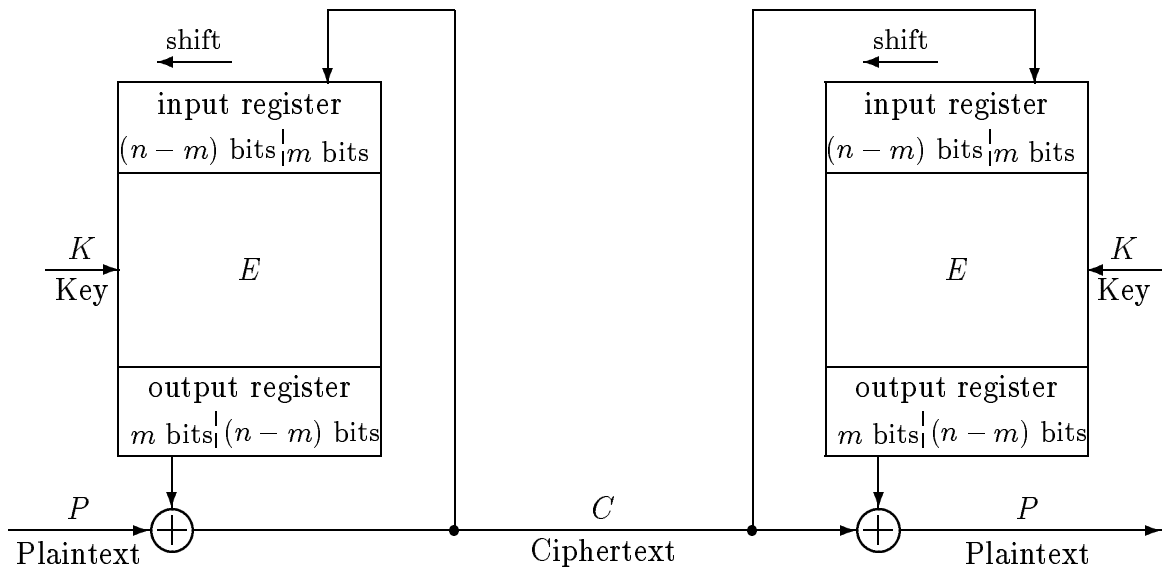 shift
input register
(n − m) bits m bits
K
Key
E
output register
m bits (n − m) bits
P
Plaintext
C
Ciphertext
shift
input register
(n − m) bits m bits
E
K
Key
output register
m bits (n − m) bits
P
Plaintext